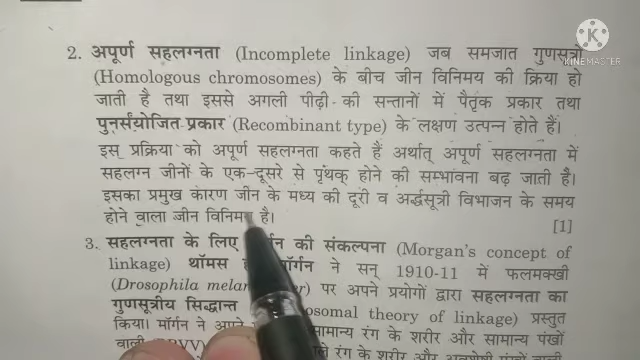 2. अपूर्ण सहलग्नता (Incomplete linkage) जब समजात गुणसूत्रों
(Homologous chromosomes) के बीच जीन विनिमय की क्रिया हो
जाती है तथा इससे अगली पीढ़ी की सन्तानों में पैतृक प्रकार तथा
पुनर्संयोजित प्रकार (Recombinant type) के लक्षण उत्पन्न होते हैं।
इस प्रक्रिया को अपूर्ण सहलग्नता कहते हैं अर्थात् अपूर्ण सहलग्नता में
सहलग्न जीनों के एक-दूसरे से पृथक् होने की सम्भावना बढ़ जाती है।
इसका प्रमुख कारण जीन के मध्य की दूरी व अर्द्धसूत्री विभाजन के समय
होने वाला जीन विनिमय है। [1]
3. सहलग्नता के लिए की संकल्पना (Morgan's concept of
linkage) थॉमस मॉर्गन ने सन् 1910-11 में फलमक्खी
(Drosophila पर अपने प्रयोगों द्वारा सहलग्नता का
गुणसूत्रीय सिद्धान्त theory of linkage) प्रस्तुत
किया। मॉर्गन ने सामान्य रंग के शरीर और सामान्य पंखों
रंग के शरीर और
KINEMASTER